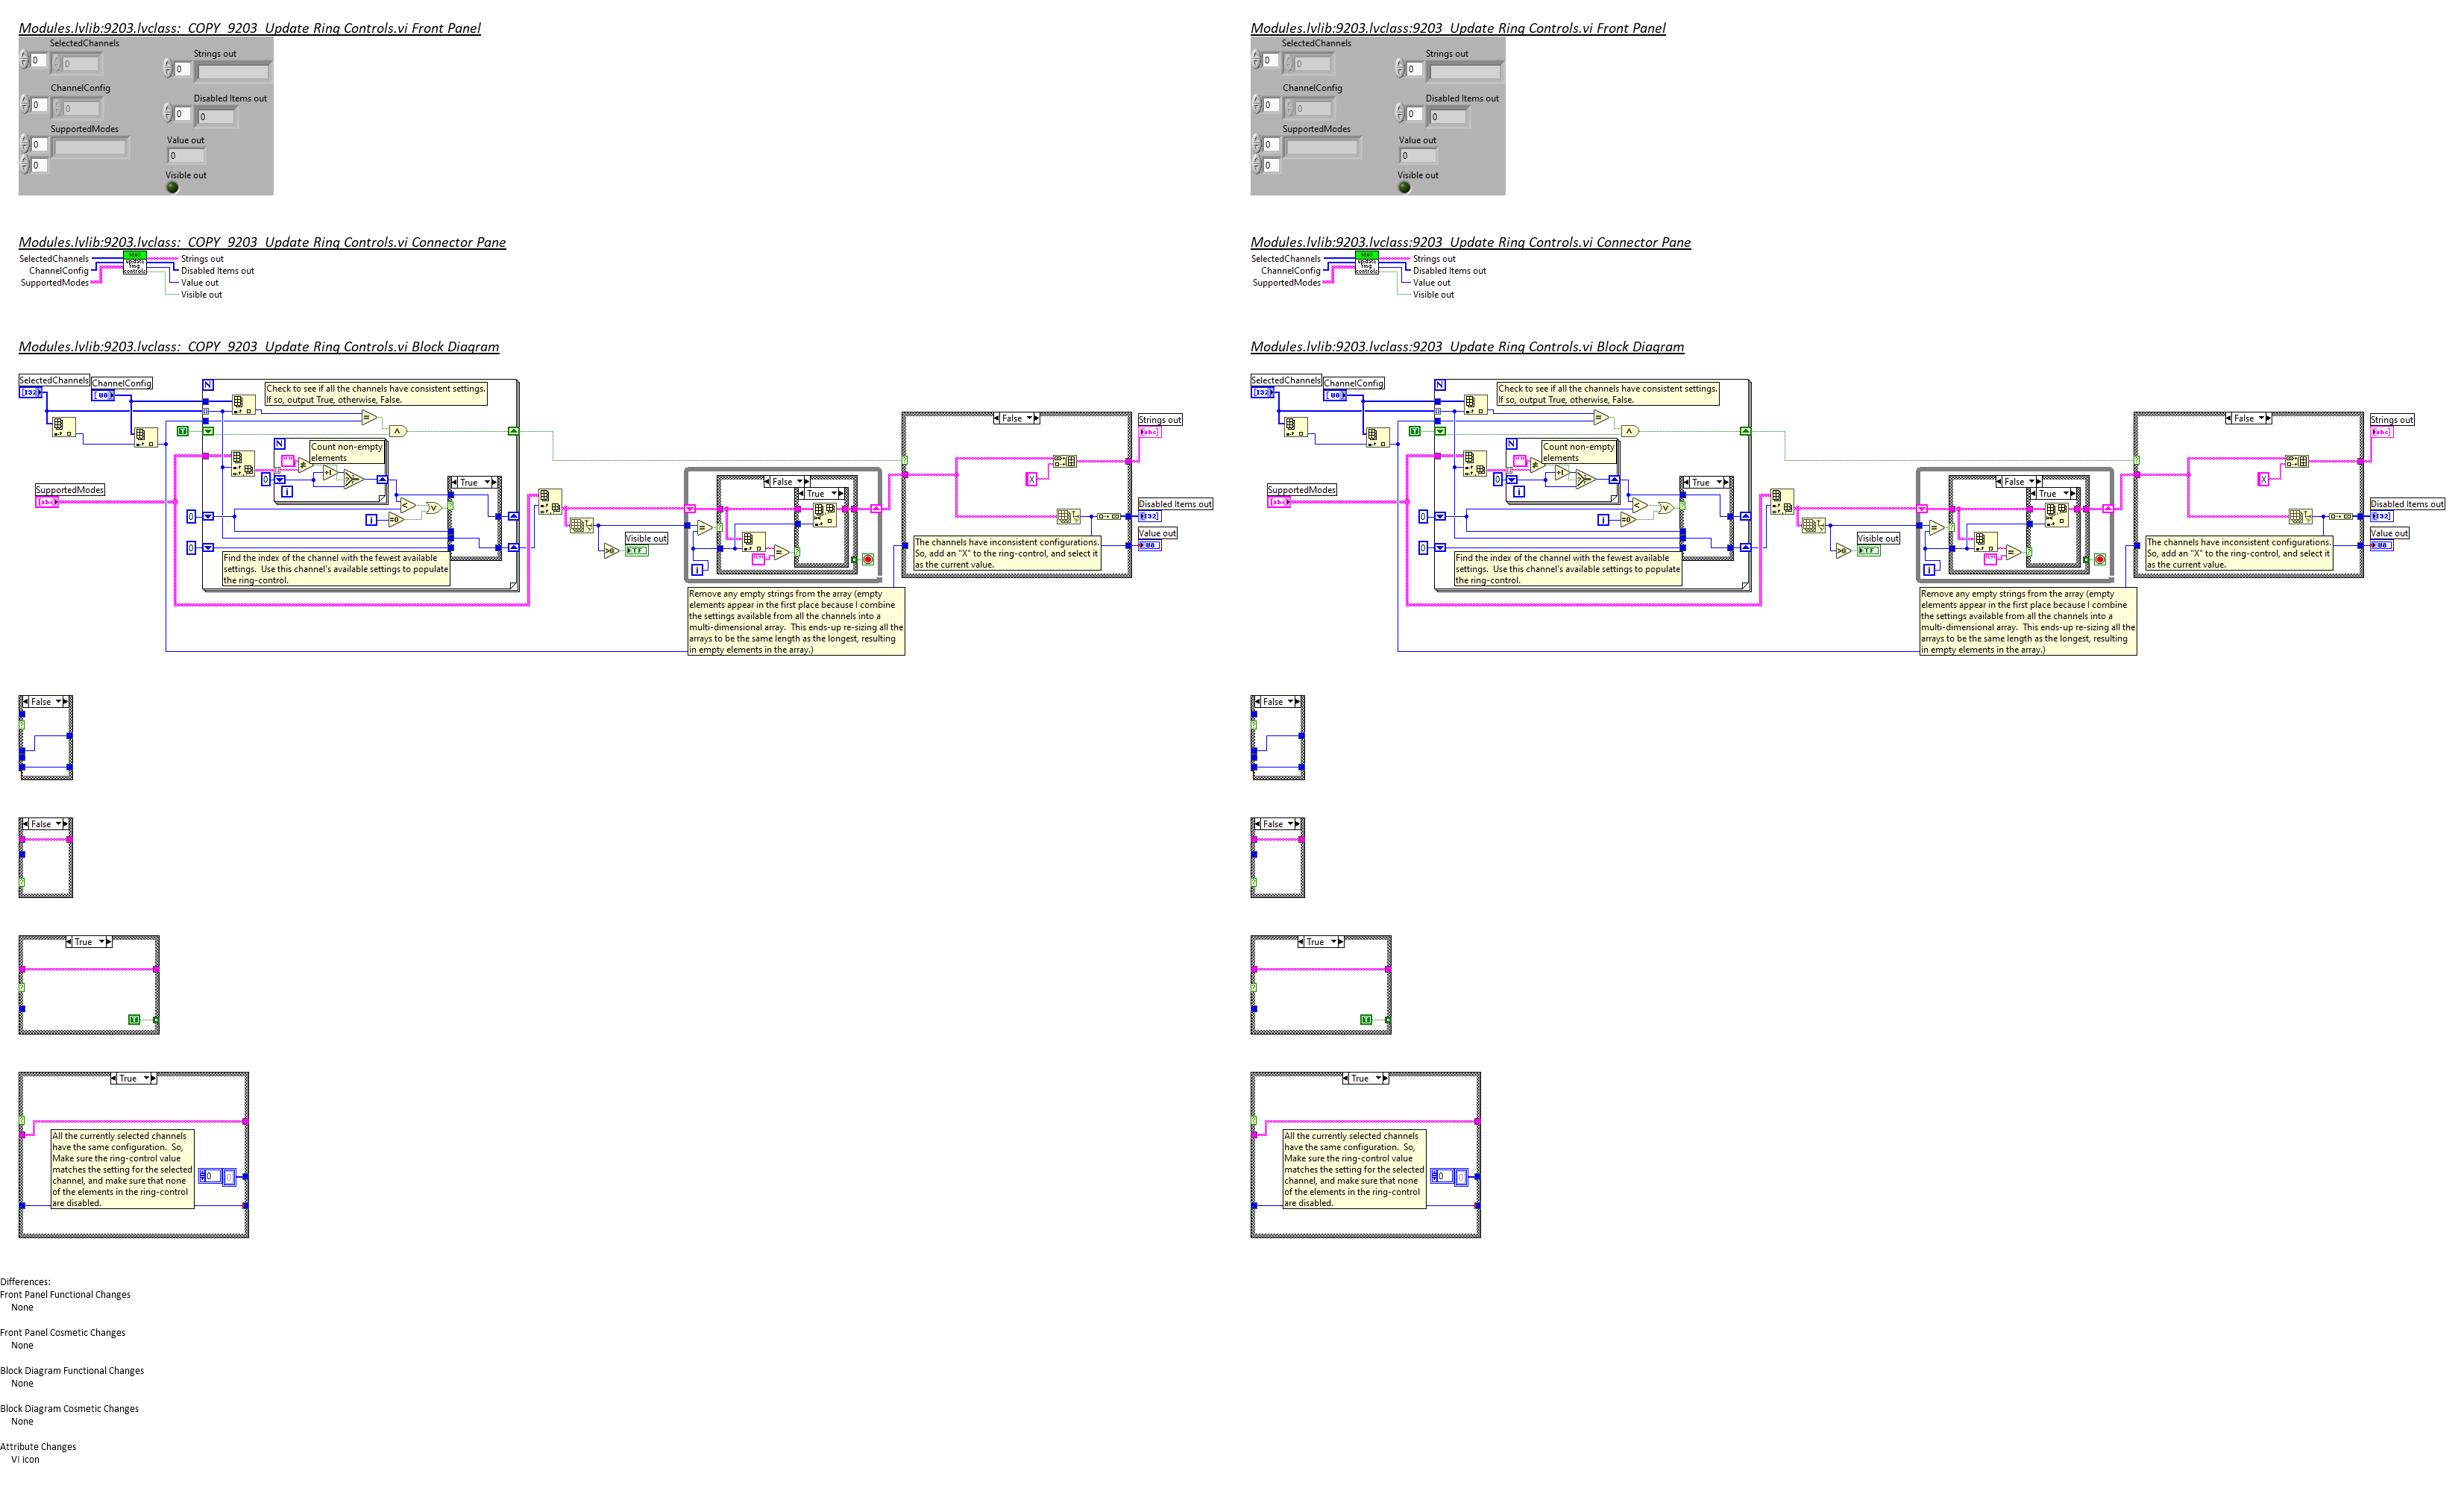 Modules.lvlib:9203.lvclass:  COPY  9203  Update Ring Controls.vi Front Panel
SelectedChannels
0
0
Strings out
0
ChannelConfig
0
0
Disabled Items out
0
0
SupportedModes
0
0
Value out
0
Visible out
Modules.lvlib:9203.lvclass:  COPY  9203  Update Ring Controls.vi Connector Pane
SelectedChannels
ChannelConfig
SupportedModes
9203
Update
ring
controls
Strings out
Disabled Items out
Value out
Visible out
Modules.lvlib:9203.lvclass:  COPY  9203  Update Ring Controls.vi Block Diagram
SelectedChannels
ChannelConfig
I32
U8
N
Check to see if all the channels have consistent settings.
If so, output True, otherwise, False.
T
N
Count non-empty
elements
0
i
True
SupportedModes
abc
0
i
0
Find the index of the channel with the fewest available
settings.  Use this channel's available settings to populate
the ring-control.
Visible out
TF
False
True
i
Remove any empty strings from the array (empty
elements appear in the first place because I combine
the settings available from all the channels into a
multi-dimensional array.  This ends-up re-sizing all the
arrays to be the same length as the longest, resulting
in empty elements in the array.)
False
X
The channels have inconsistent configurations.
So, add an "X" to the ring-control, and select it
as the current value.
Strings out
abc
Disabled Items out
I32
Value out
U8
False
False
True
T
True
All the currently selected channels
have the same configuration.  So,
Make sure the ring-control value
matches the setting for the selected
channel, and make sure that none
of the elements in the ring-control
are disabled.
0
0
Differences:
Front Panel Functional Changes
None
Front Panel Cosmetic Changes
None
Block Diagram Functional Changes
None
Block Diagram Cosmetic Changes
None
Attribute Changes
VI icon
Modules.lvlib:9203.lvclass:9203  Update Ring Controls.vi Front Panel
SelectedChannels
0
0
Strings out
0
ChannelConfig
0
0
Disabled Items out
0
0
SupportedModes
0
0
Value out
0
Visible out
Modules.lvlib:9203.lvclass:9203  Update Ring Controls.vi Connector Pane
SelectedChannels
ChannelConfig
SupportedModes
9203
Update
ring
controls
Strings out
Disabled Items out
Value out
Visible out
Modules.lvlib:9203.lvclass:9203  Update Ring Controls.vi Block Diagram
SelectedChannels
ChannelConfig
I32
U8
N
Check to see if all the channels have consistent settings.
If so, output True, otherwise, False.
T
N
Count non-empty
elements
0
i
True
SupportedModes
abc
0
i
0
Find the index of the channel with the fewest available
settings.  Use this channel's available settings to populate
the ring-control.
Visible out
TF
False
True
i
Remove any empty strings from the array (empty
elements appear in the first place because I combine
the settings available from all the channels into a
multi-dimensional array.  This ends-up re-sizing all the
arrays to be the same length as the longest, resulting
in empty elements in the array.)
False
X
The channels have inconsistent configurations.
So, add an "X" to the ring-control, and select it
as the current value.
Strings out
abc
Disabled Items out
I32
Value out
U8
False
False
True
T
True
All the currently selected channels
have the same configuration.  So,
Make sure the ring-control value
matches the setting for the selected
channel, and make sure that none
of the elements in the ring-control
are disabled.
0
0